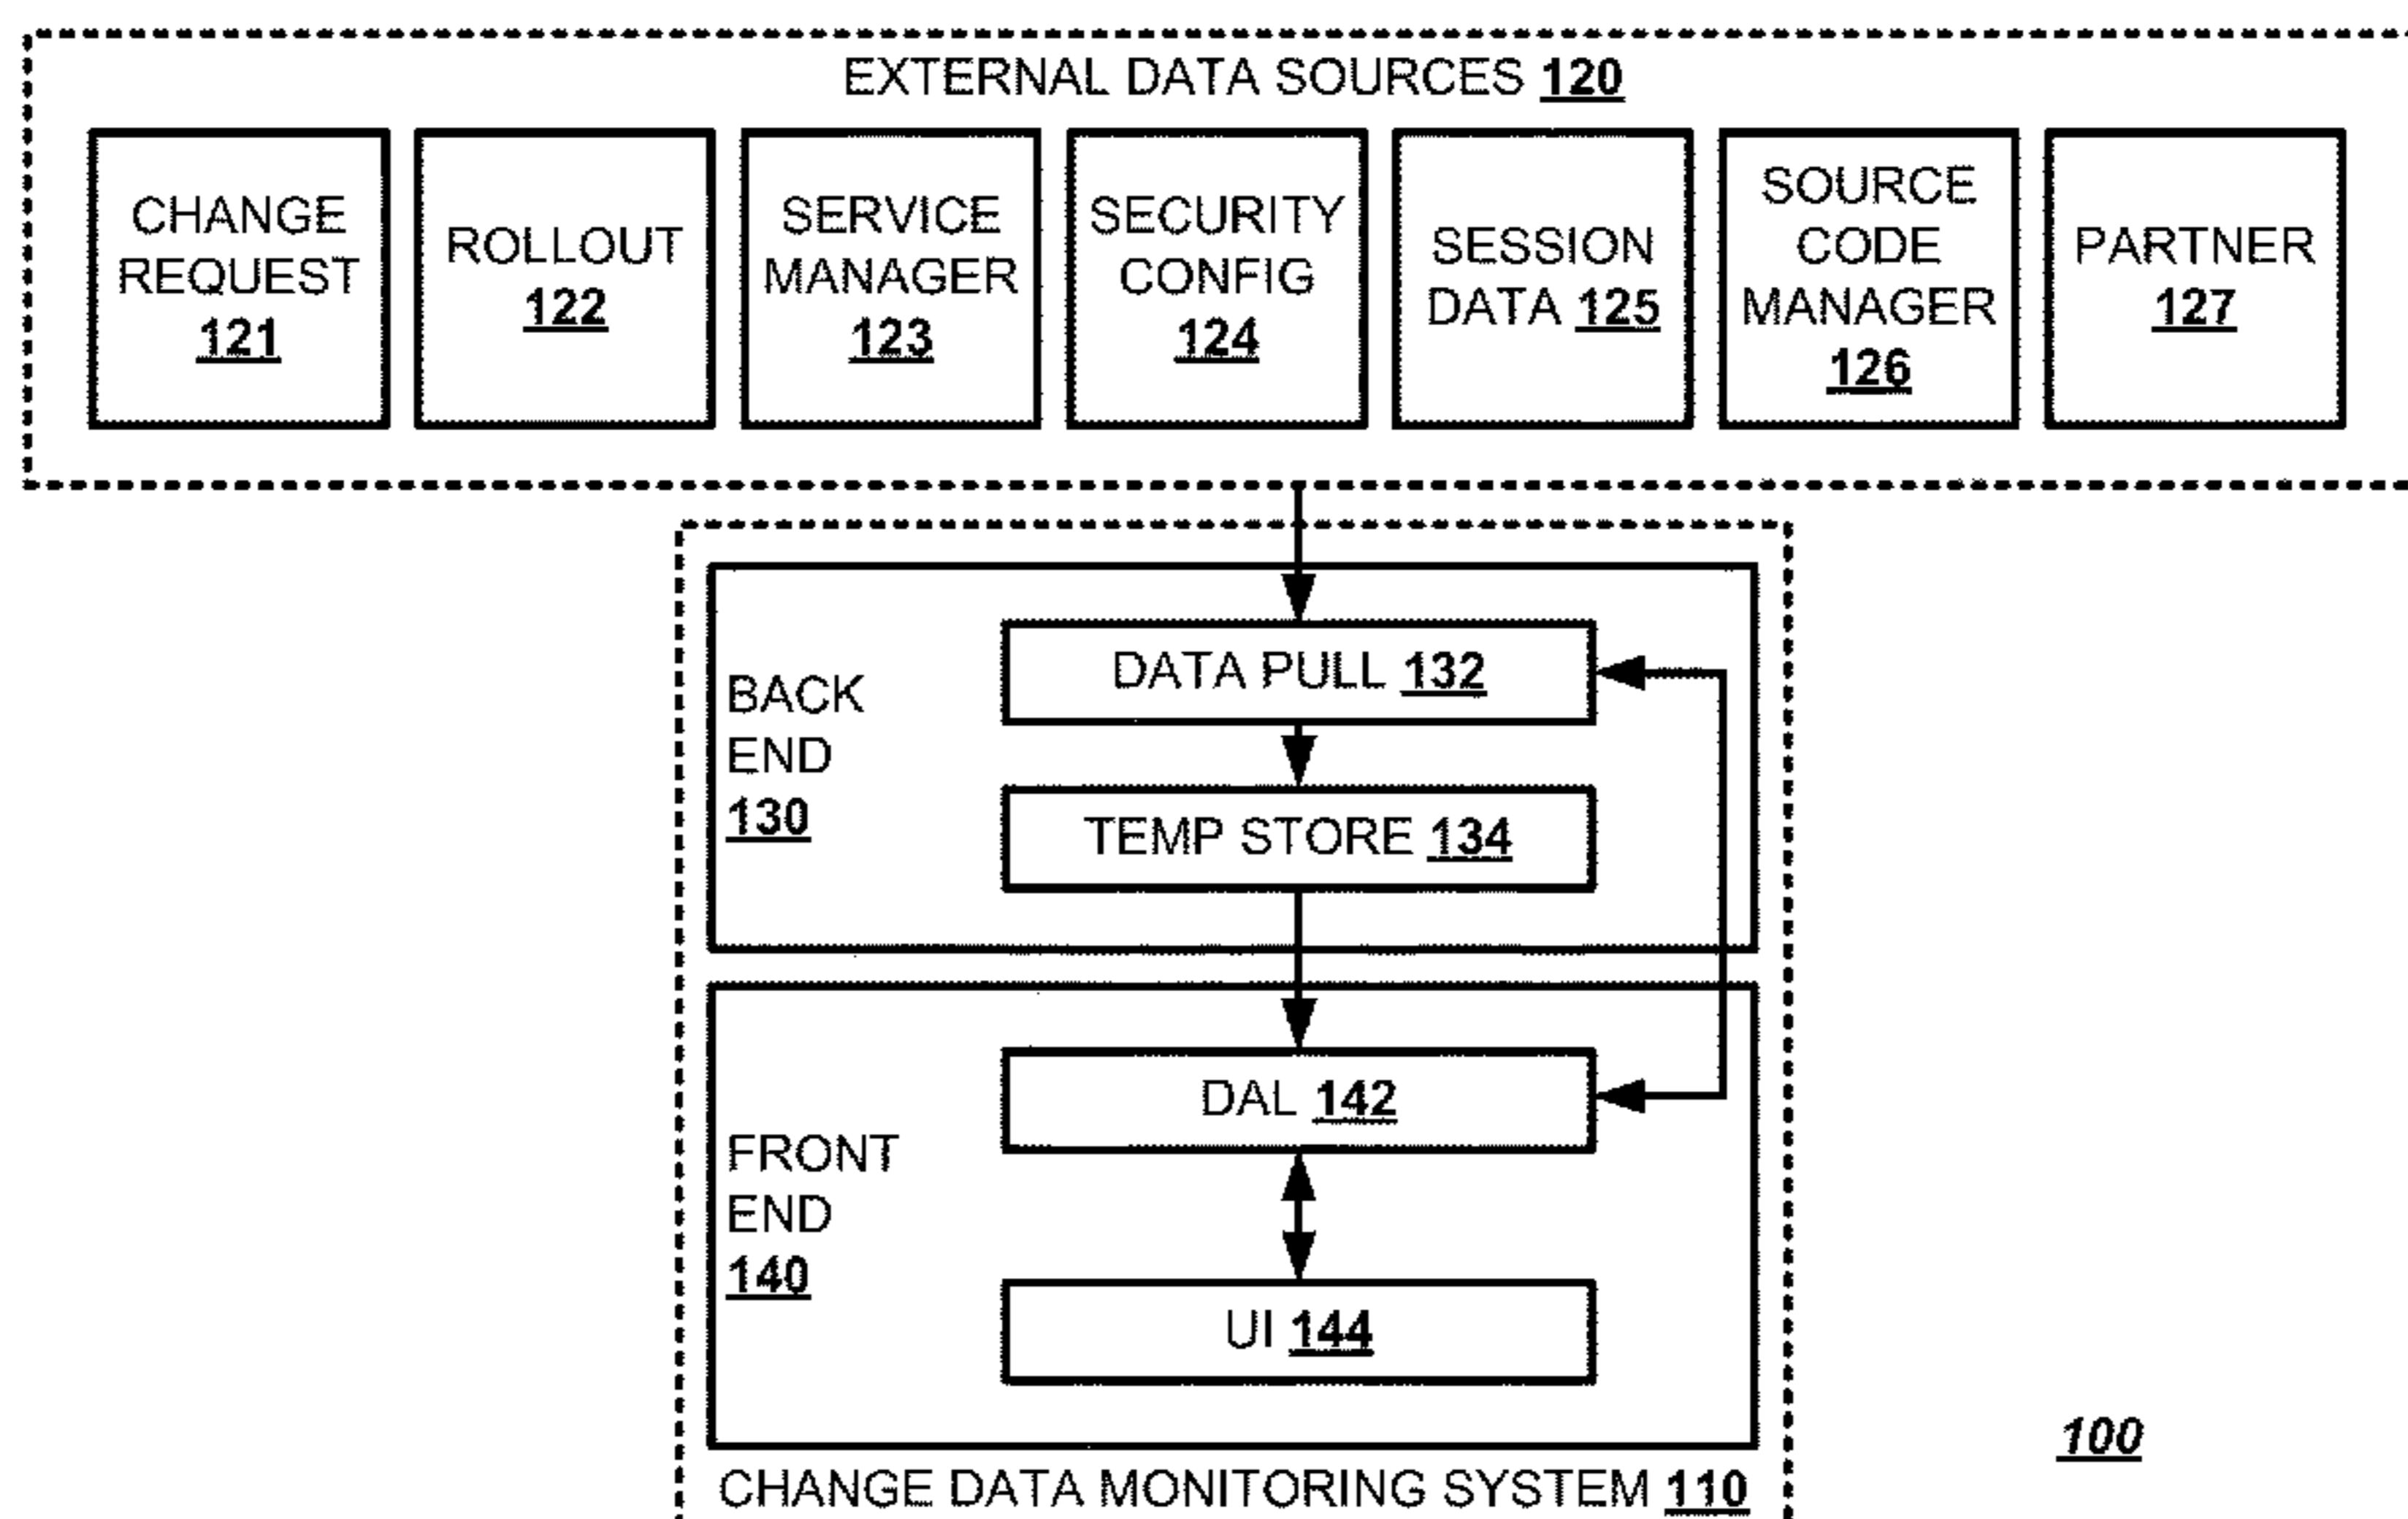 EXTERNAL DATA SOURCES 120
CHANGE
REQUEST
121
ROLLOUT
122
SERVICE
MANAGER
123
SECURITY
CONFIG
124
SESSION
DATA 125
SOURCE
CODE
MANAGER
126
PARTNER
127
BACK
END
130
DATA PULL 132
TEMP STORE 134
FRONT
END
140
DAL 142
UI 144
CHANGE DATA MONITORING SYSTEM 110
100